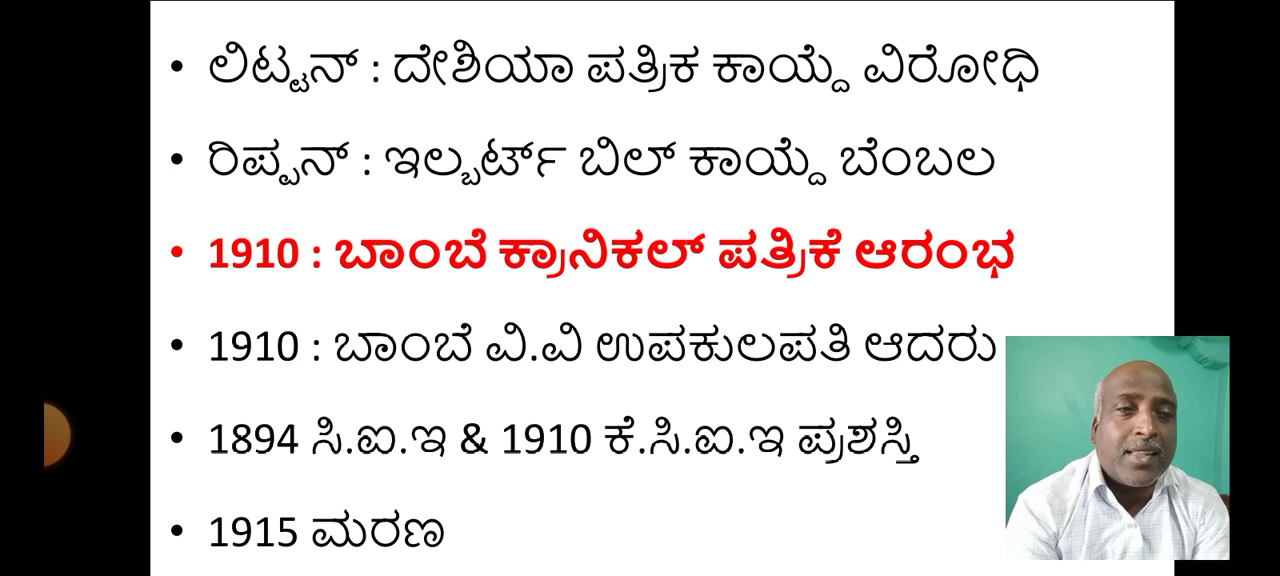 • ಲಿಟ್ಟನ್ : ದೇಶಿಯಾ ಪತ್ರಿಕ ಕಾಯ್ದೆ ವಿರೋಧಿ
• ರಿಪ್ಪನ್ : ಇಲ್ಬರ್ಟ್ ಬಿಲ್ ಕಾಯ್ದೆ ಬೆಂಬಲ
• 1910 : ಬಾಂಬೆ ಕ್ರಾನಿಕಲ್ ಪತ್ರಿಕೆ ಆರಂಭ
• 1910 : ಬಾಂಬೆ ವಿ.ವಿ ಉಪಕುಲಪತಿ ಆದರು
• 1894 ಸಿ.ಐ.ಇ & 1910 ಕೆ.ಸಿ.ಐ.ಇ ಪ್ರಶಸ್ತಿ
• 1915 ಮರಣ